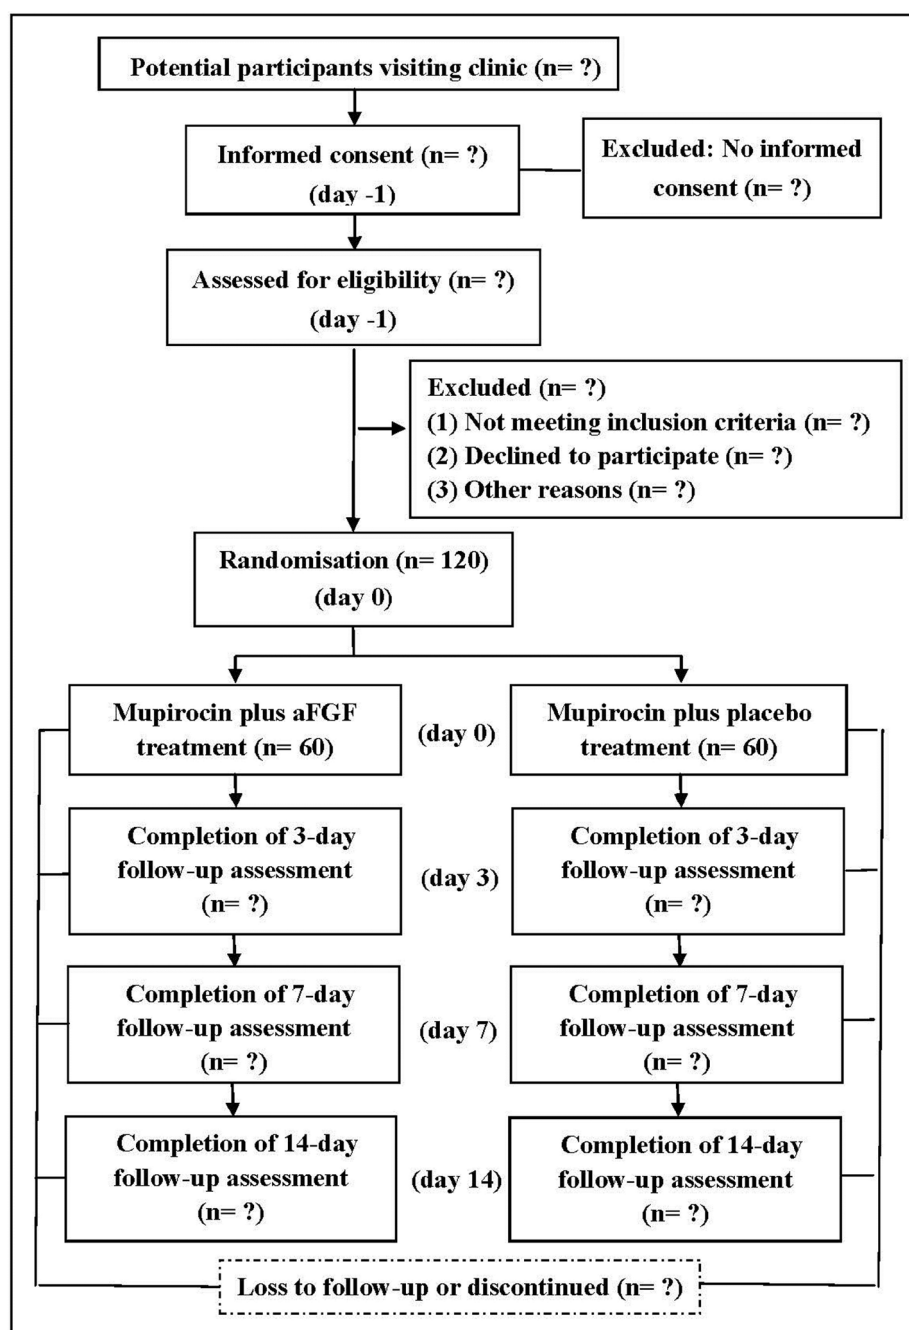 Potential participants visiting clinic (n= ?)
Informed consent (n= ?)
(day -1)
Excluded: No informed
consent (n= ?)
Assessed for eligibility (n= ?)
(day -1)
Excluded (n= ?)
(1) Not meeting inclusion criteria (n= ?)
(2) Declined to participate (n= ?)
(3) Other reasons (n= ?)
Randomisation (n= 120)
(day 0)
Mupirocin plus aFGF
treatment (n= 60)
(day 0)
Mupirocin plus placebo
treatment (n= 60)
Completion of 3-day
follow-up assessment
(n= ?)
(day 3)
Completion of 3-day
follow-up assessment
(n= ?)
Completion of 7-day
follow-up assessment
(n= ?)
(day 7)
Completion of 7-day
follow-up assessment
(n= ?)
Completion of 14-day
follow-up assessment
(n= ?)
(day 14)
Completion of 14-day
follow-up assessment
(n= ?)
Loss to follow-up or discontinued (n= ?)